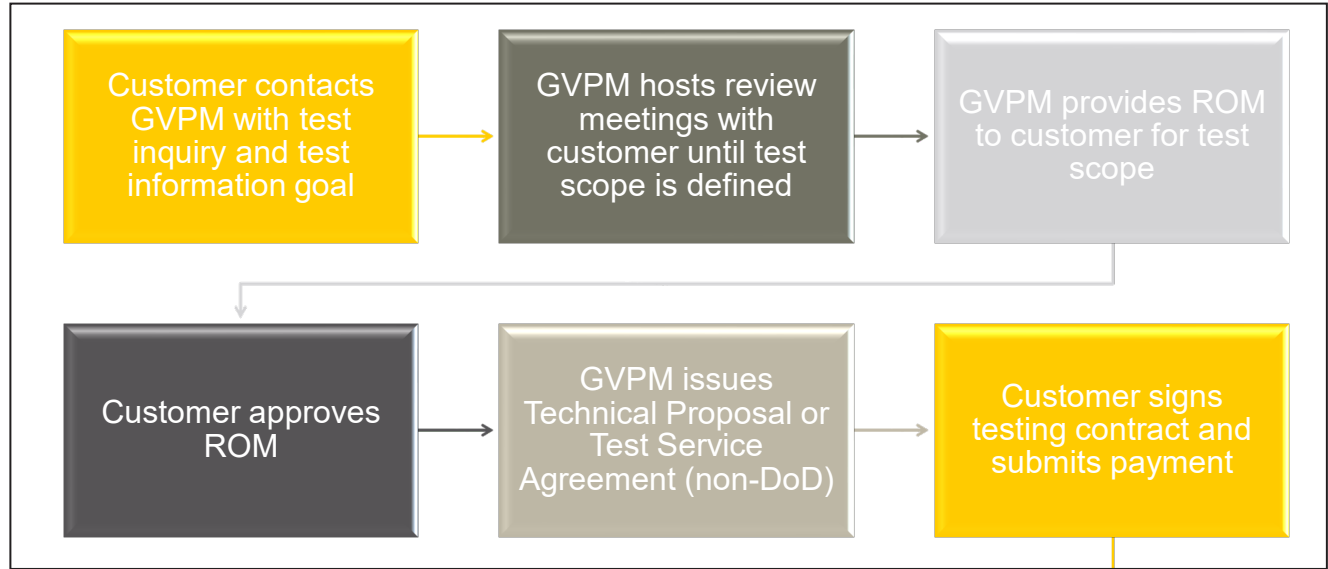 Customer contacts
GVPM with test
inquiry and test
information goal
GVPM hosts review
meetings with
customer until test
scope is defined
GVPM provides ROM
to customer for test
scope
Customer approves
ROM
GVPM issues
Technical Proposal or
Test Service
Agreement (non-DoD)
Customer signs
testing contract and
submits payment